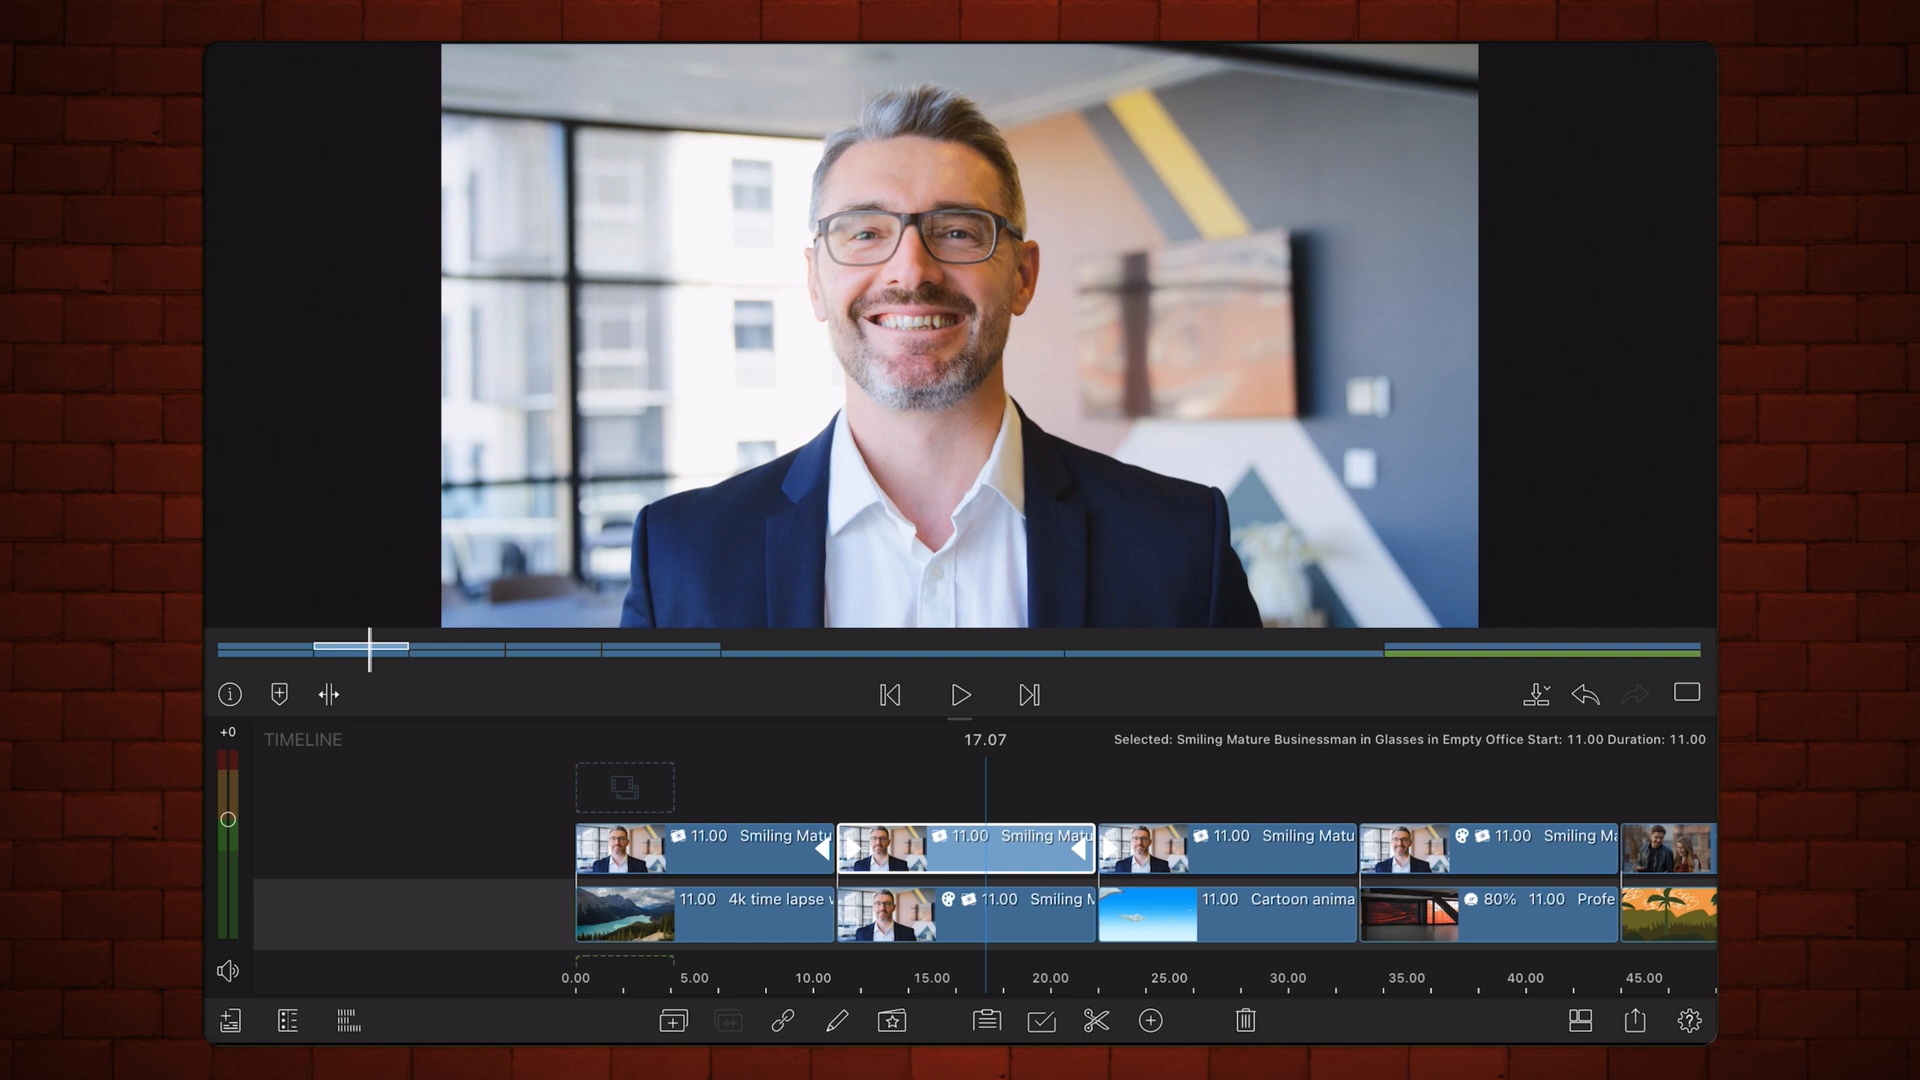 +0
TIMELINE
17.07
Selected: Smiling Mature Businessman in Glasses in Empty Office Start: 11.00 Duration: 11.00
11.00 Smiling Matu
11.00 Smiling Matu
11.00 Smiling Matu
11.00 Smiling Ma
11.00 4k time lapse v
11.00 Smiling M
11.00 Cartoon anima
80% 11.00 Profe
0.00 5.00 10.00 15.00 20.00 25.00 30.00 35.00 40.00 45.00